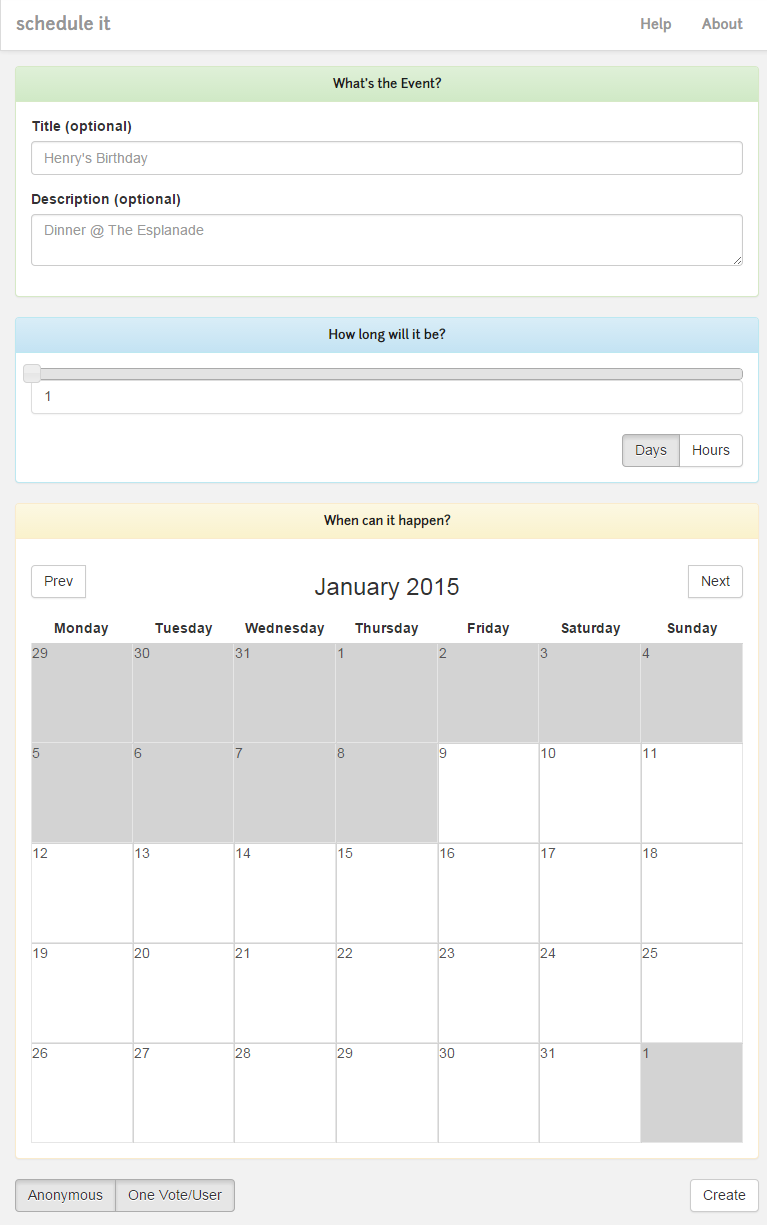 schedule it Help About
What's the Event?
Title (optional)
Henry's Birthday
Description (optional)
Dinner @ The Esplanade
How long will it be?
1
Days Hours
When can it happen?
Prev January 2015 Next
Monday Tuesday Wednesday Thursday Friday Saturday Sunday
29 30 31 1 2 3 4
5 6 7 8 9 10 11
12 13 14 15 16 17 18
19 20 21 22 23 24 25
26 27 28 29 30 31 1
Anonymous One Vote/User Create